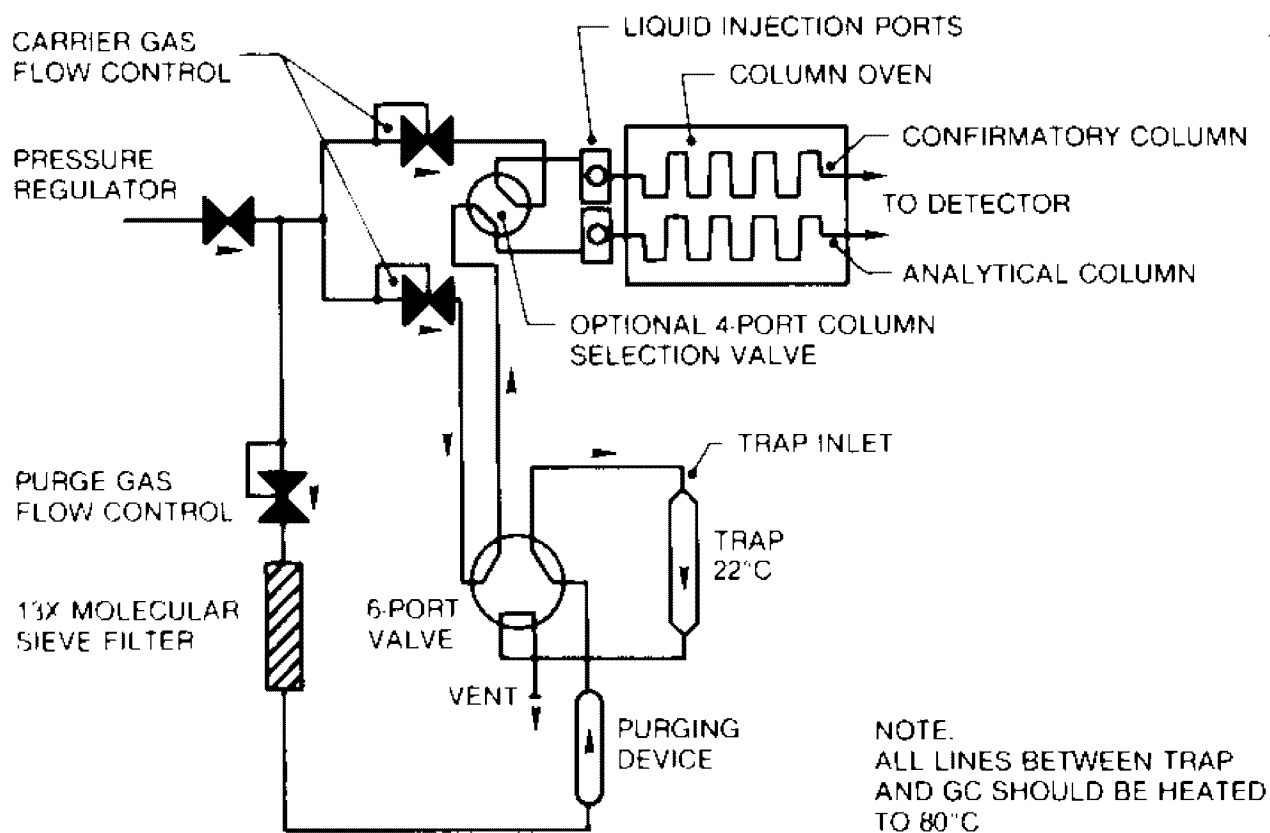 CARRIER GAS
FLOW CONTROL
LIQUID INJECTION PORTS
COLUMN OVEN
CONFIRMATORY COLUMN
PRESSURE
REGULATOR
TO DETECTOR
ANALYTICAL COLUMN
OPTIONAL 4-PORT COLUMN
SELECTION VALVE
TRAP INLET
PURGE GAS
FLOW CONTROL
TRAP
22°C
13X MOLECULAR
SIEVE FILTER
6-PORT
VALVE
VENT
PURGING
DEVICE
NOTE.
ALL LINES BETWEEN TRAP
AND GC SHOULD BE HEATED
TO 80°C